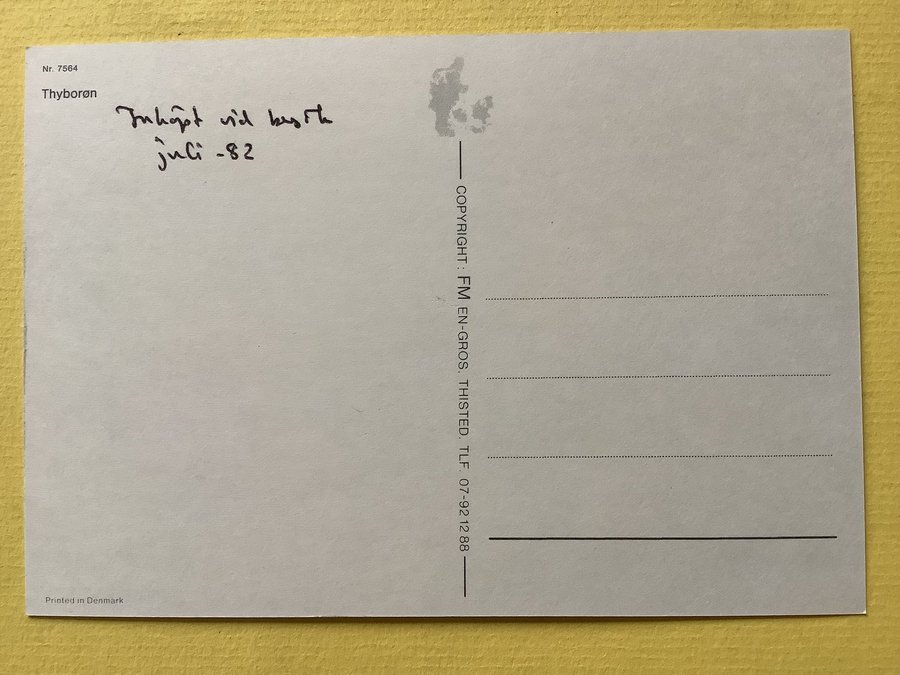 Nr. 7564
Thyborøn
Inköpt vid besök
juli -82
COPYRIGHT: FM EN-GROS. THISTED. TLF. 07-92 12 88
Printed in Denmark